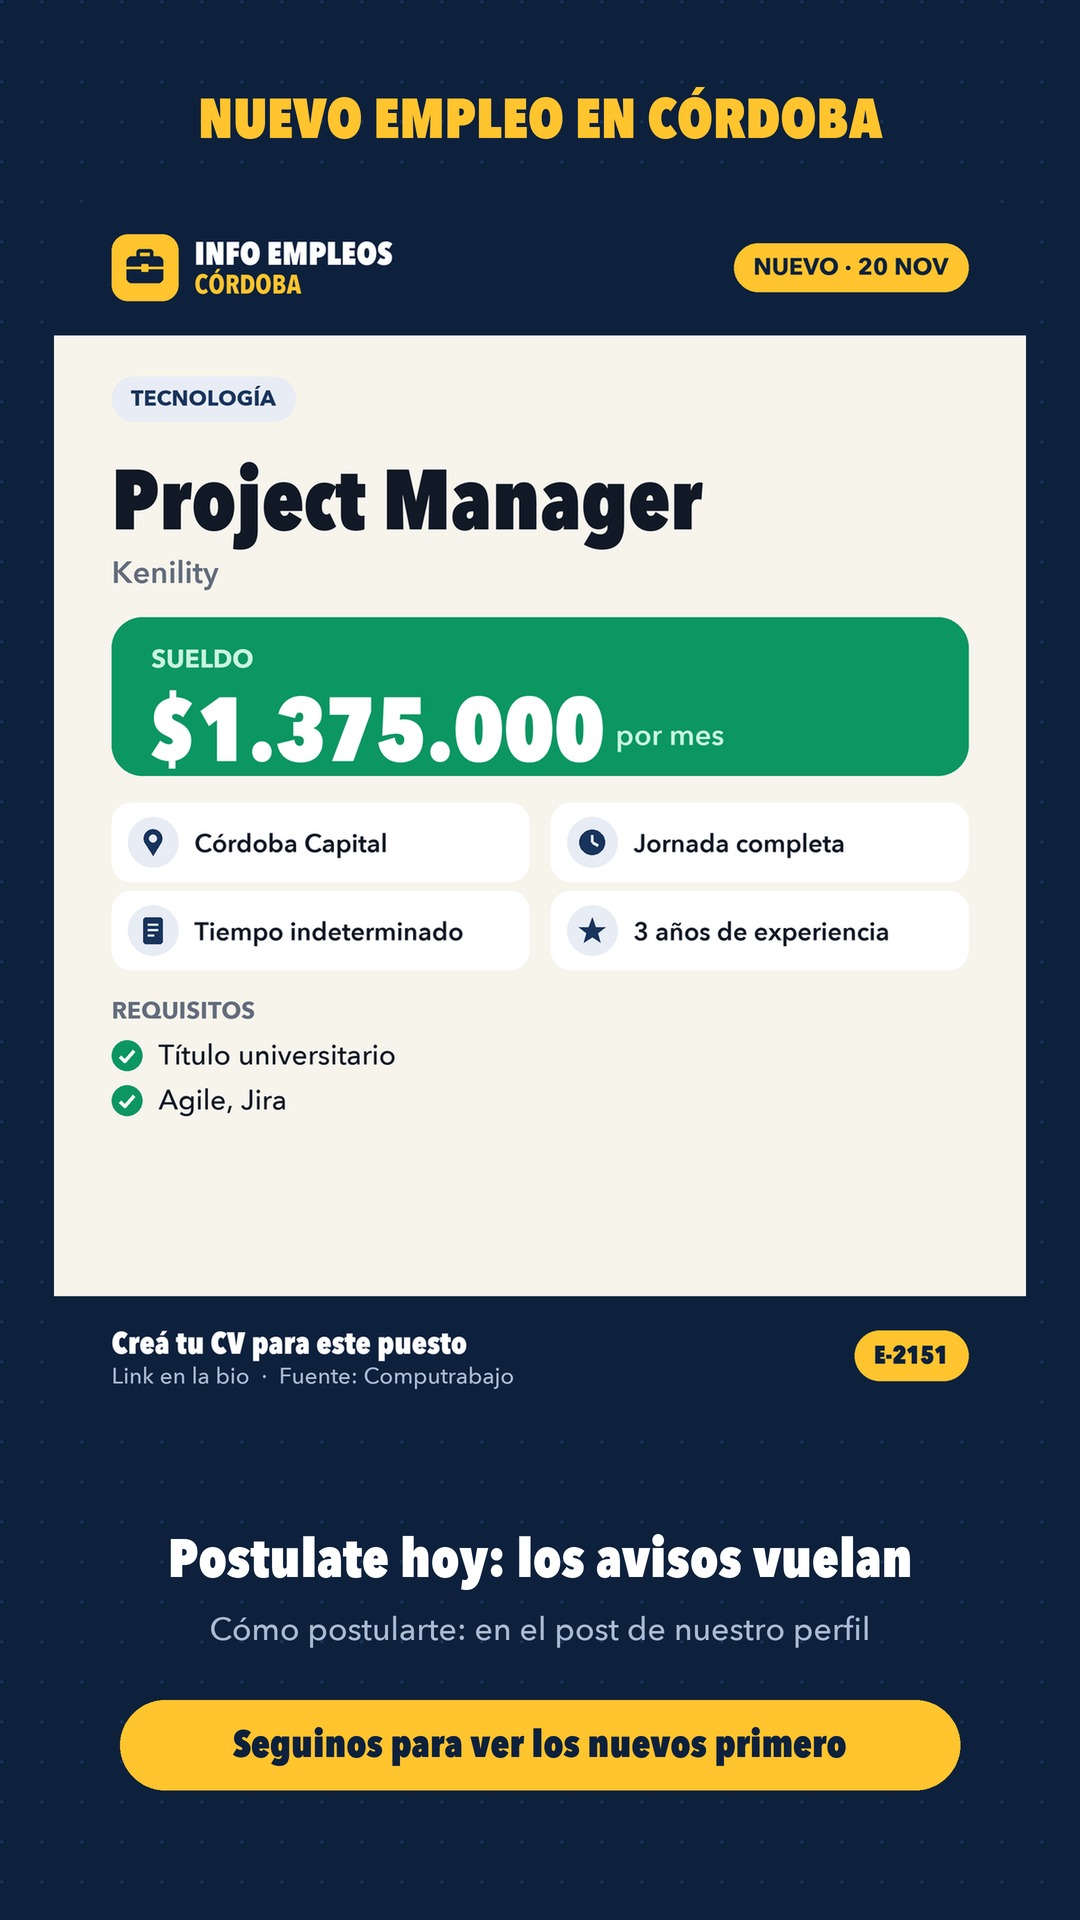 NUEVO EMPLEO EN CÓRDOBA
INFO EMPLEOS
CÓRDOBA
NUEVO · 20 NOV
TECNOLOGÍA
Project Manager
Kenility
SUELDO
$1.375.000 por mes
Córdoba Capital
Jornada completa
Tiempo indeterminado
3 años de experiencia
REQUISITOS
Título universitario
Agile, Jira
Creá tu CV para este puesto
Link en la bio · Fuente: Computrabajo
E-2151
Postulate hoy: los avisos vuelan
Cómo postularte: en el post de nuestro perfil
Seguinos para ver los nuevos primero